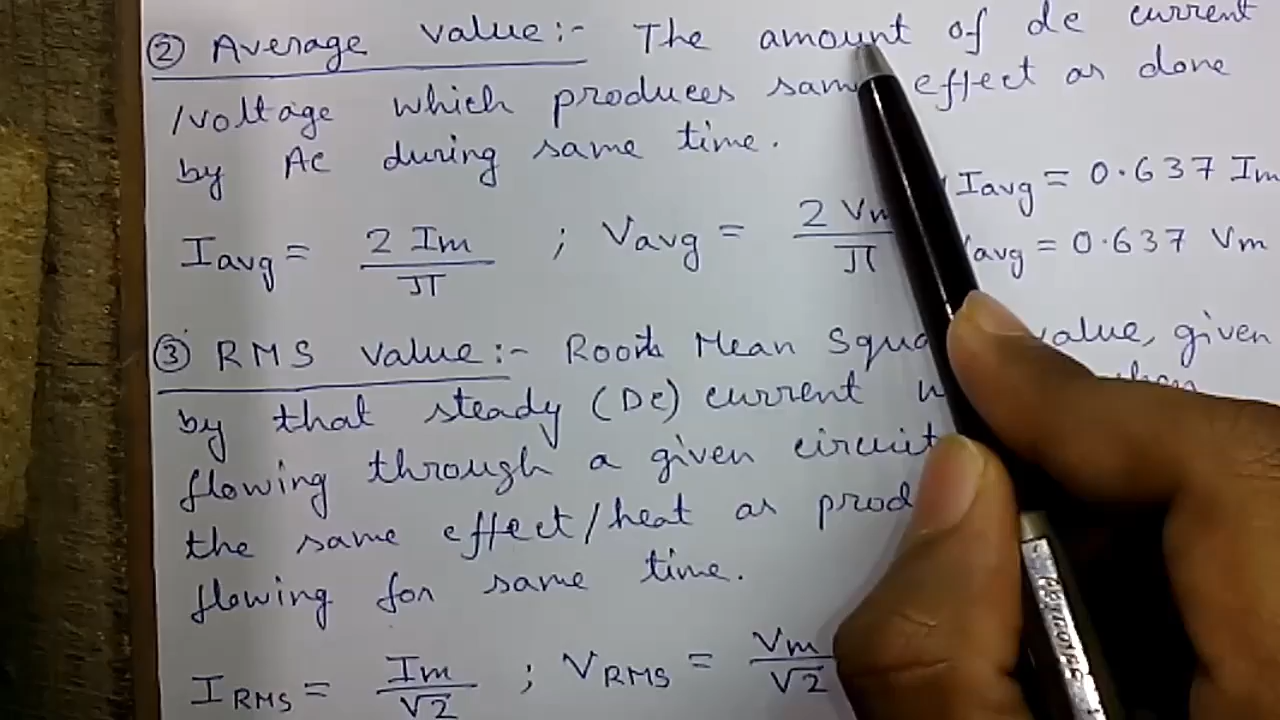 ② Average value:- The amount of dc current
/voltage which produces same effect as done
by AC during same time.
Iavg = 2 Im / π ; Vavg = 2 Vm / π
Iavg = 0.637 Im
Vavg = 0.637 Vm
③ RMS value:- Root Mean Square value, given
by that steady (DC) current when
flowing through a given circuit
the same effect/heat as
flowing for same time.
I RMS = Im / √2 ; V RMS = Vm / √2